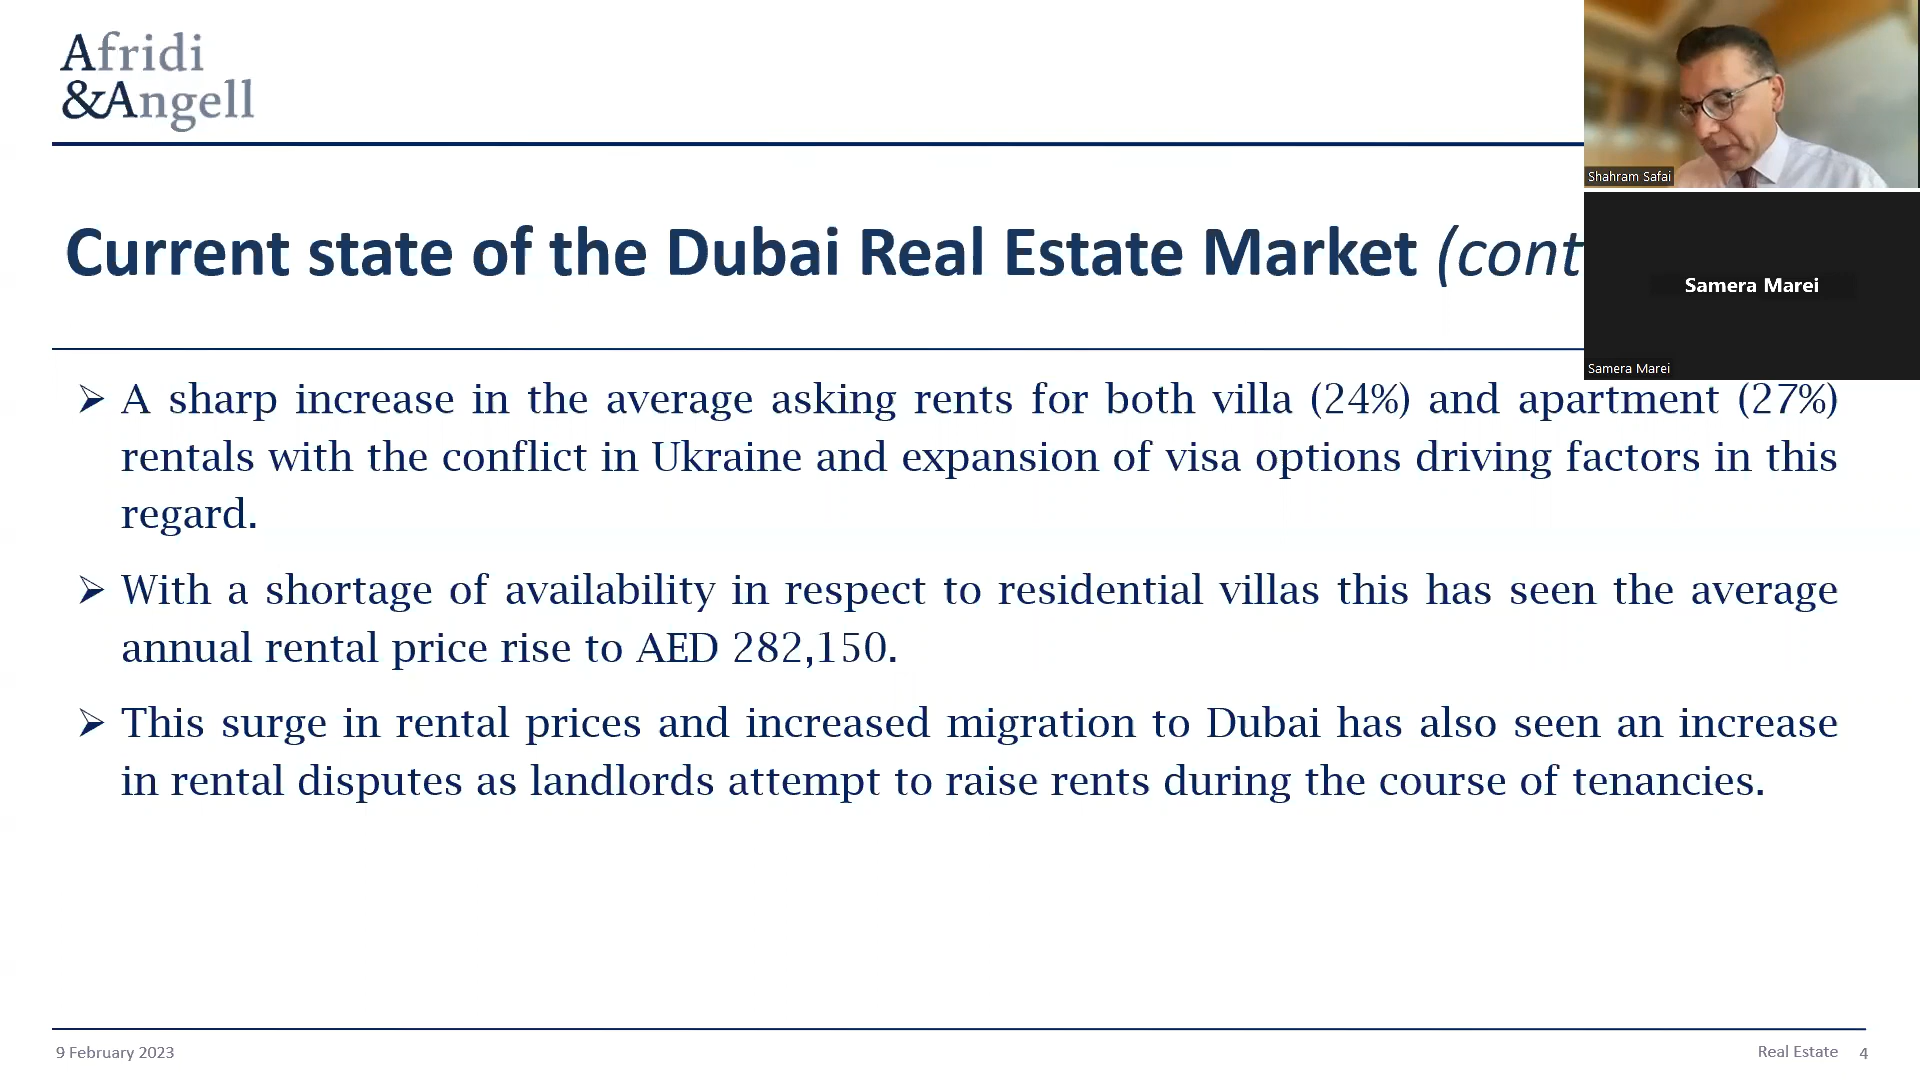 Afridi
&Angell
Shahram Safai
Current state of the Dubai Real Estate Market (cont
Samera Marei
Samera Marei
➢ A sharp increase in the average asking rents for both villa (24%) and apartment (27%)
rentals with the conflict in Ukraine and expansion of visa options driving factors in this
regard.
➢ With a shortage of availability in respect to residential villas this has seen the average
annual rental price rise to AED 282,150.
➢ This surge in rental prices and increased migration to Dubai has also seen an increase
in rental disputes as landlords attempt to raise rents during the course of tenancies.
9 February 2023
Real Estate 4